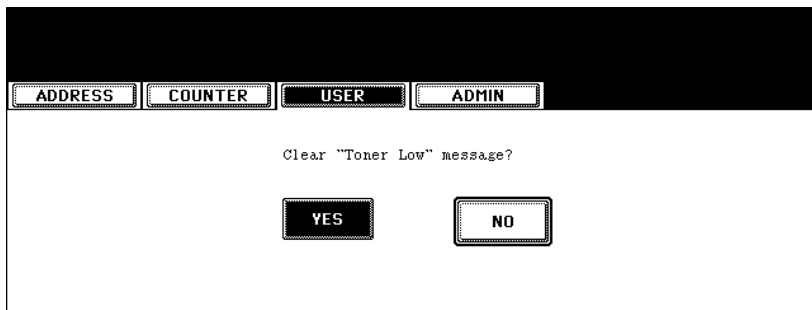 ADDRESS COUNTER USER ADMIN
Clear "Toner Low" message?
YES NO